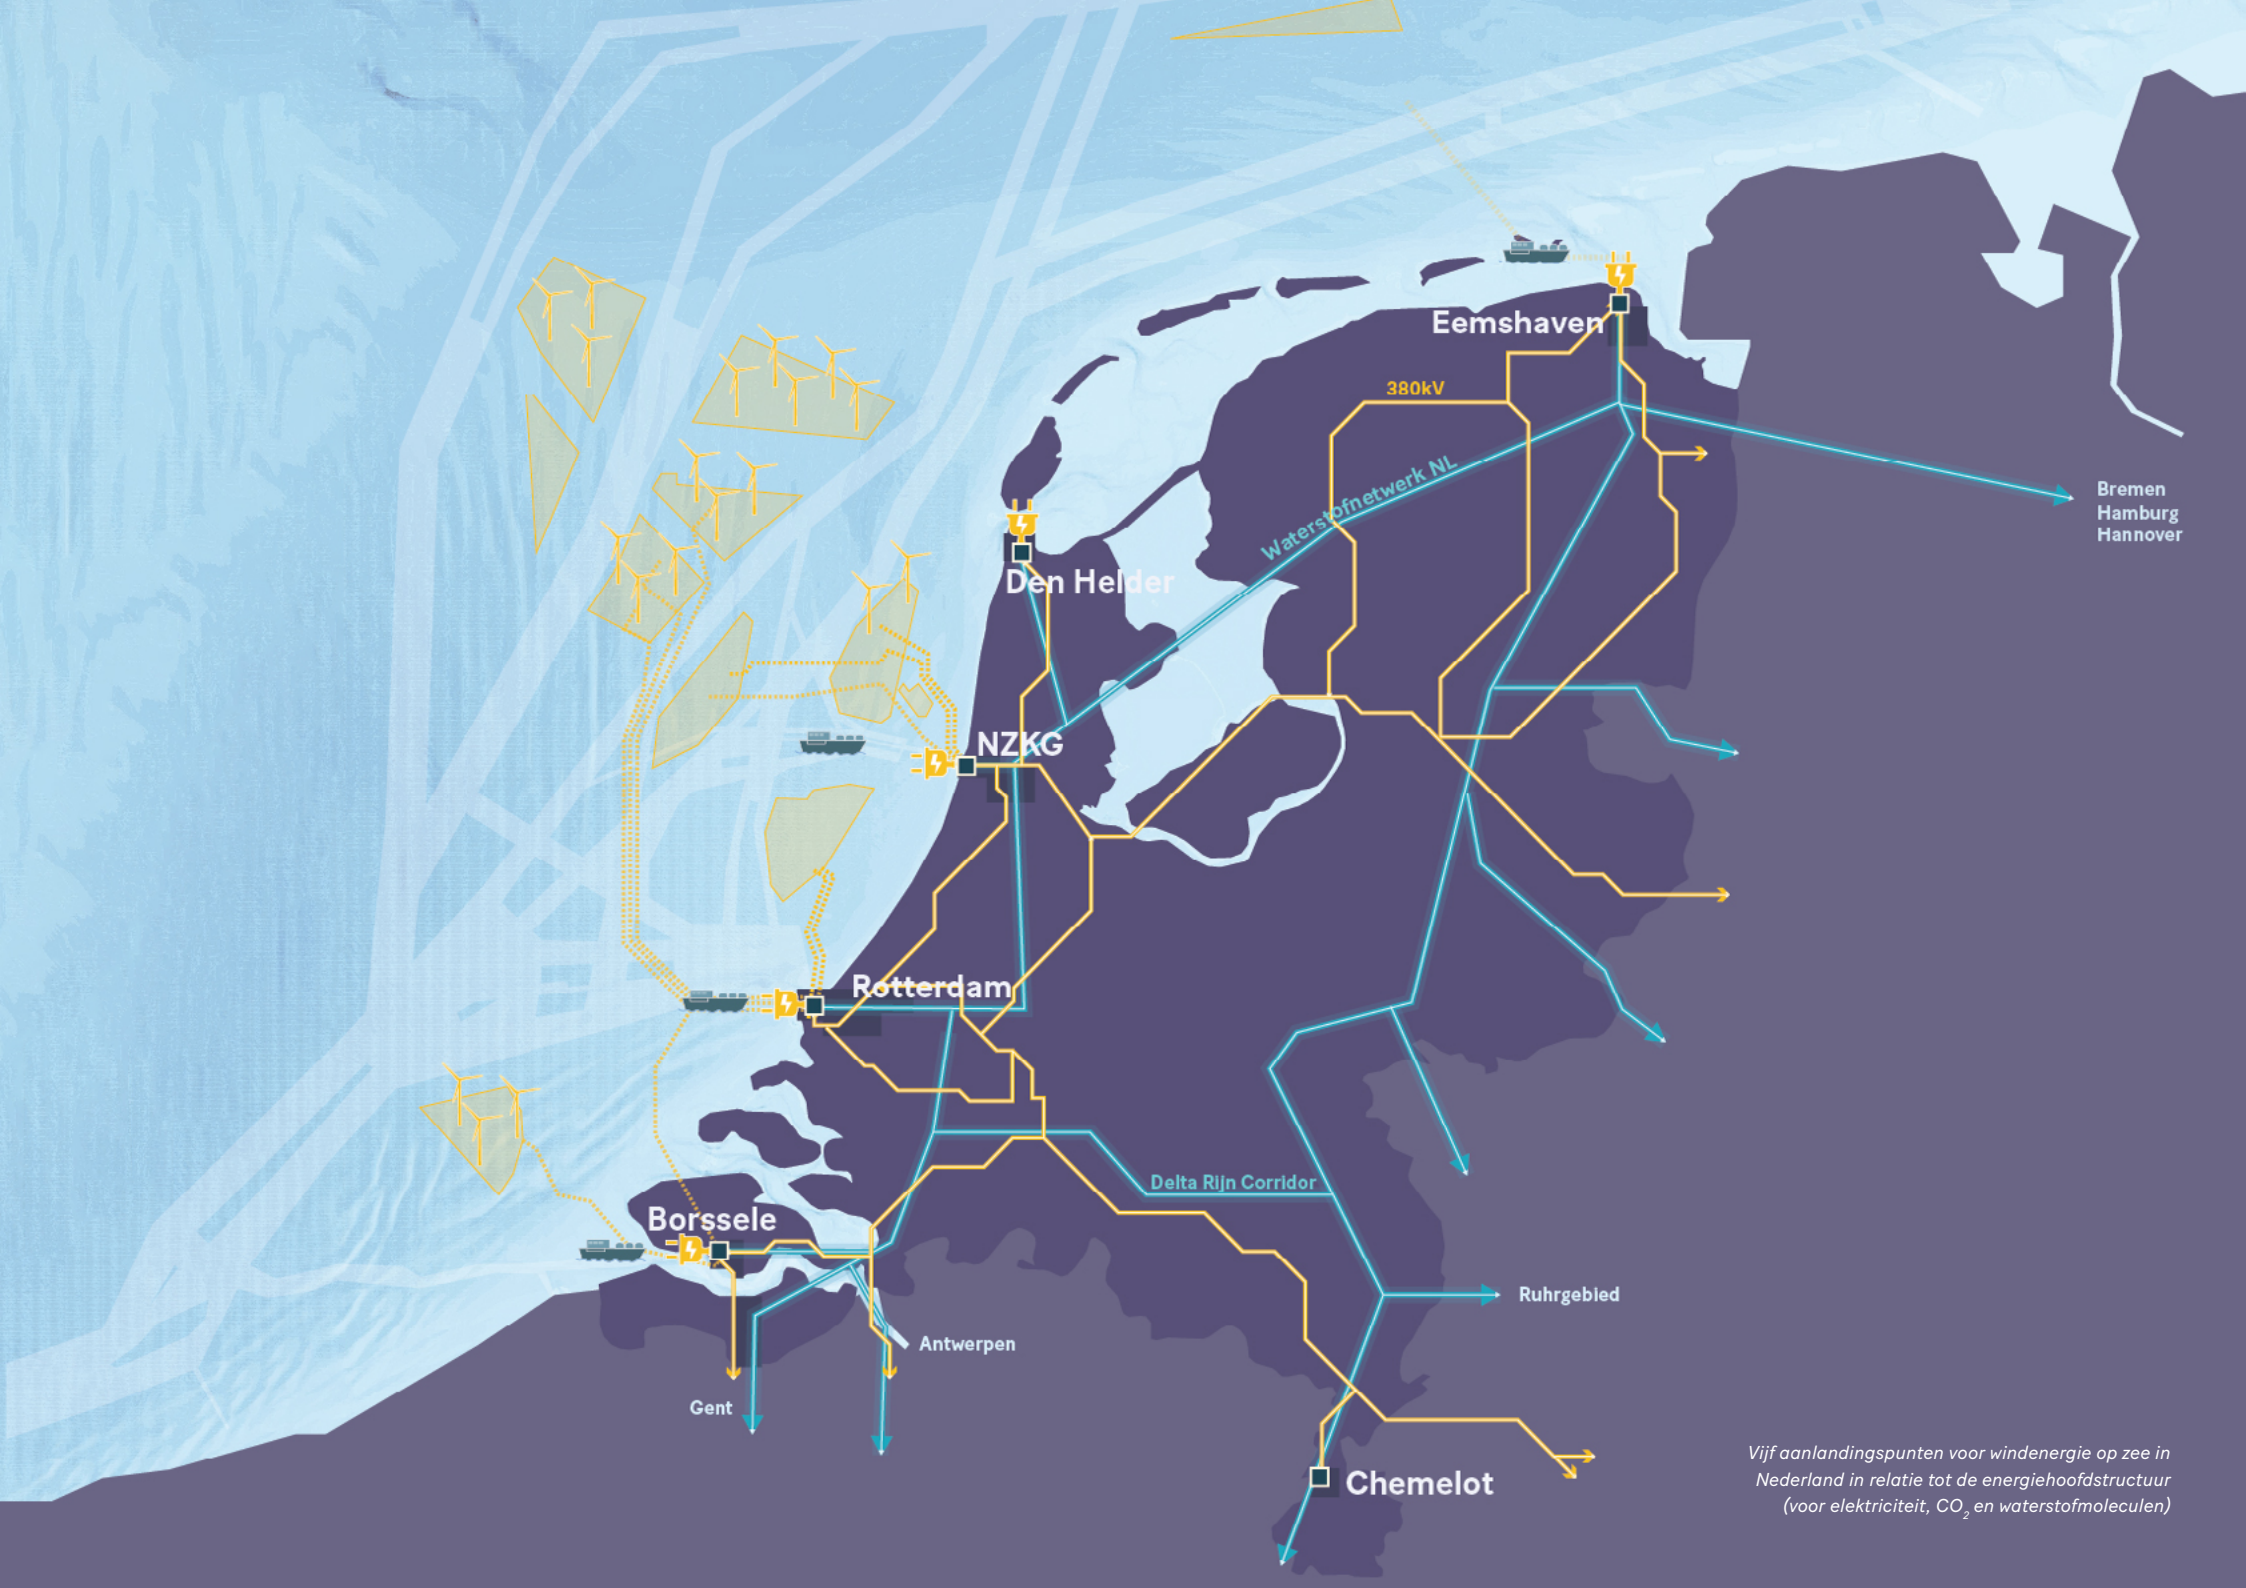 Eemshaven
380kV
Waterstofnetwerk NL
Bremen
Hamburg
Hannover
Den Helder
NZKG
Rotterdam
Delta Rijn Corridor
Borssele
Ruhrgebied
Antwerpen
Gent
Chemelot
Vijf aanlandingspunten voor windenergie op zee in
Nederland in relatie tot de energiehoofdstructuur
(voor elektriciteit, CO₂ en waterstofmoleculen)